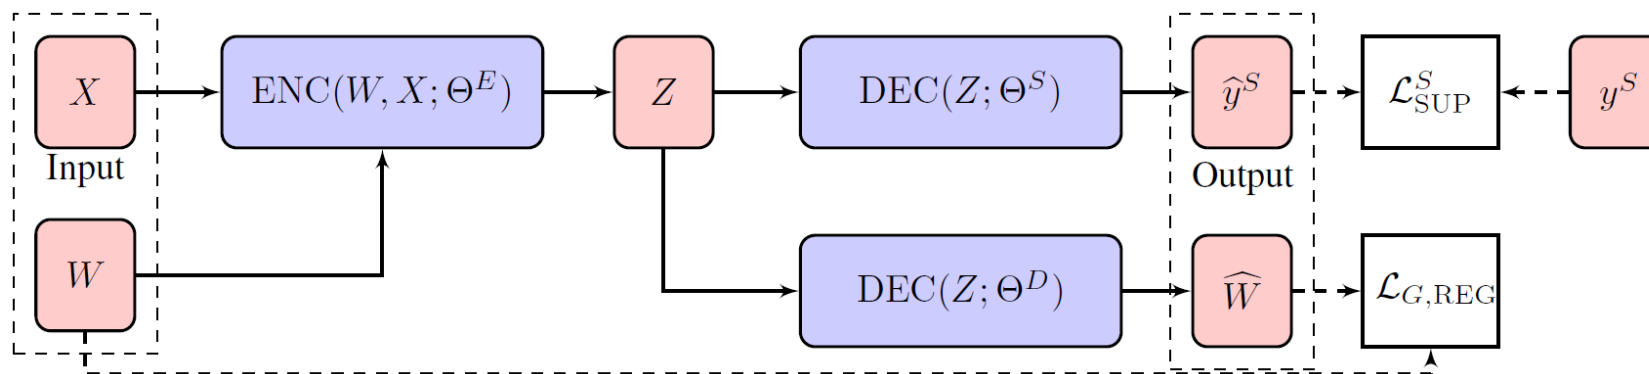 X
ENC(W, X; Θ^E)
Z
DEC(Z; Θ^S)
ŷ^S
𝓛^S_SUP
y^S
Input
Output
W
DEC(Z; Θ^D)
Ŵ
𝓛_G,REG